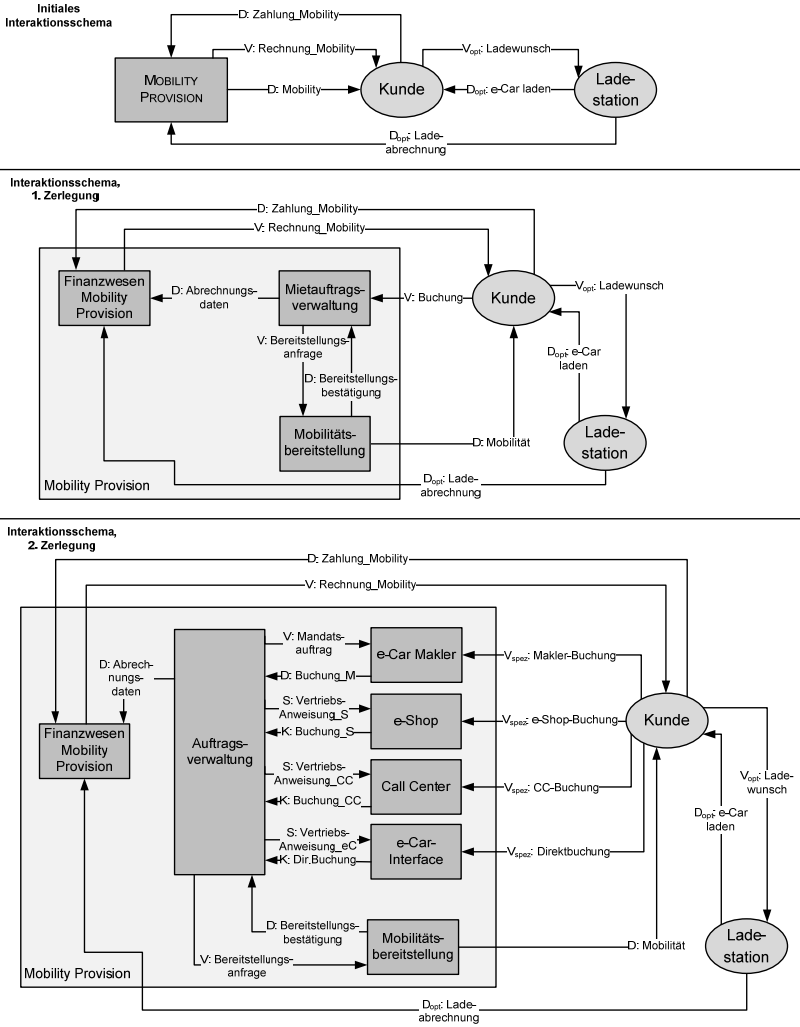 Initiales
Interaktionsschema
D: Zahlung_Mobility
V: Rechnung_Mobility
MOBILITY
PROVISION
D: Mobility
Kunde
Vopt: Ladewunsch
Dopt: e-Car laden
Lade-
station
Dopt: Lade-
abrechnung
Interaktionsschema,
1. Zerlegung
D: Zahlung_Mobility
V: Rechnung_Mobility
Finanzwesen
Mobility
Provision
D: Abrechnungs-
daten
Mietauftrags-
verwaltung
V: Buchung
Kunde
Vopt: Ladewunsch
V: Bereitstellungs-
anfrage
D: Bereitstellungs-
bestätigung
Dopt: e-Car
laden
Mobilitäts-
bereitstellung
D: Mobilität
Lade-
station
Mobility Provision
Dopt: Lade-
abrechnung
Interaktionsschema,
2. Zerlegung
D: Zahlung_Mobility
V: Rechnung_Mobility
D: Abrech-
nungs-
daten
Finanzwesen
Mobility
Provision
Auftrags-
verwaltung
V: Mandats-
auftrag
D: Buchung_M
e-Car Makler
Vspez: Makler-Buchung
S: Vertriebs-
Anweisung_S
K: Buchung_S
e-Shop
Vspez: e-Shop-Buchung
Kunde
S: Vertriebs-
Anweisung_CC
K: Buchung_CC
Call Center
Vspez: CC-Buchung
Vopt: Lade-
wunsch
Dopt: e-Car
laden
S: Vertriebs-
Anweisung_eC
K: Dir.Buchung
e-Car-
Interface
Vspez: Direktbuchung
D: Bereitstellungs-
bestätigung
Mobilitäts-
bereitstellung
D: Mobilität
Lade-
station
V: Bereitstellungs-
anfrage
Mobility Provision
Dopt: Lade-
abrechnung